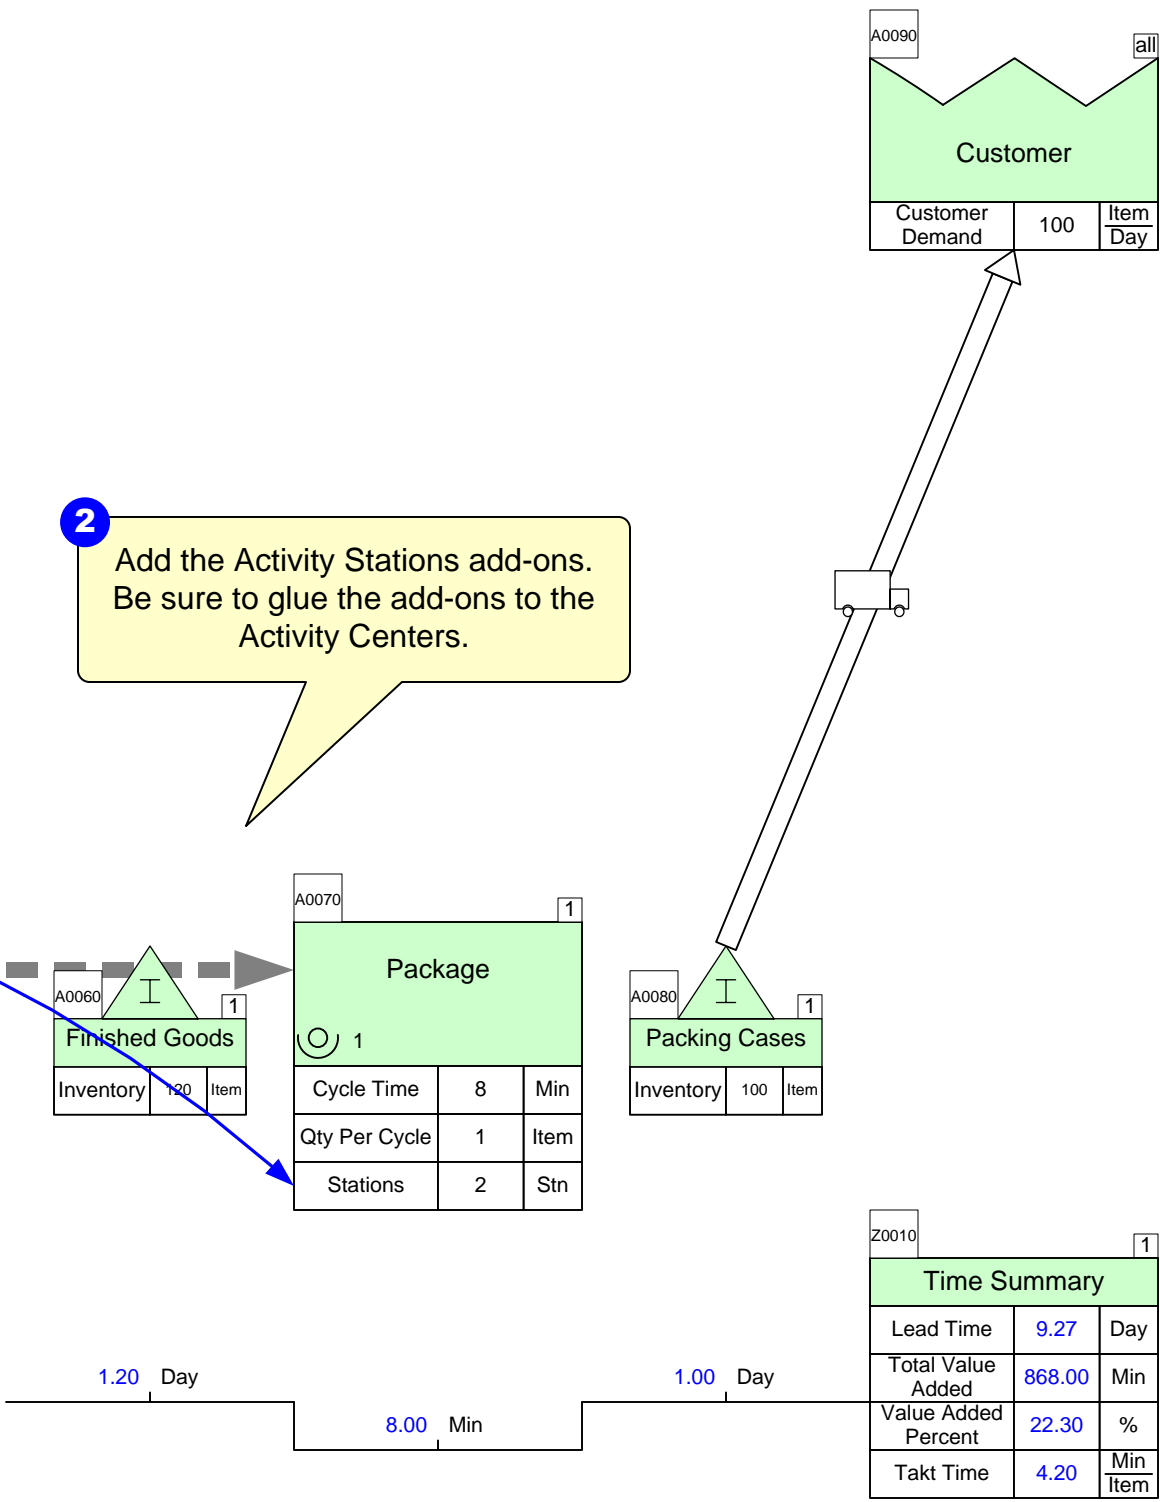 A0090
all
Customer
Customer
Demand
100
Item
Day
2
Add the Activity Stations add-ons.
Be sure to glue the add-ons to the
Activity Centers.
A0070
1
Package
1
Cycle Time 8 Min
Qty Per Cycle 1 Item
Stations 2 Stn
A0060
I
1
Finished Goods
Inventory 120 Item
A0080
I
1
Packing Cases
Inventory 100 Item
1.20 Day
8.00 Min
1.00 Day
Z0010
1
Time Summary
Lead Time 9.27 Day
Total Value
Added
868.00 Min
Value Added
Percent
22.30 %
Takt Time 4.20
Min
Item